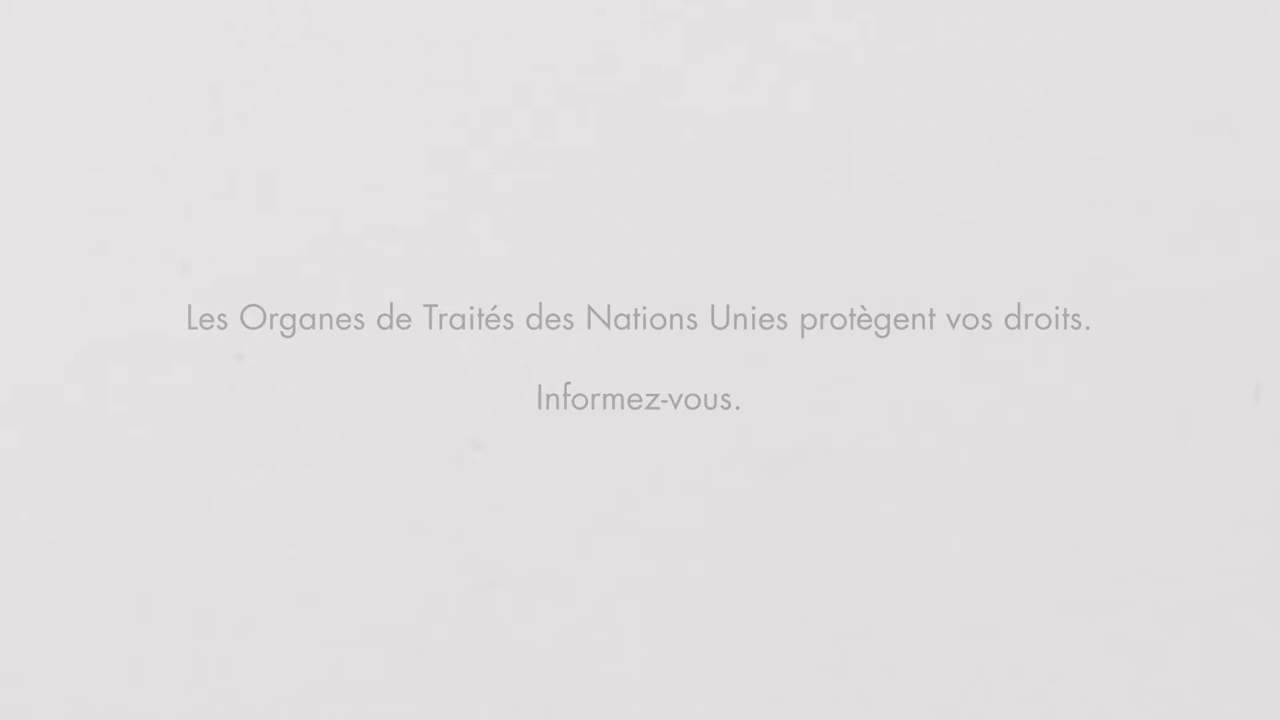 Les Organes de Traités des Nations Unies protègent vos droits.
Informez-vous.